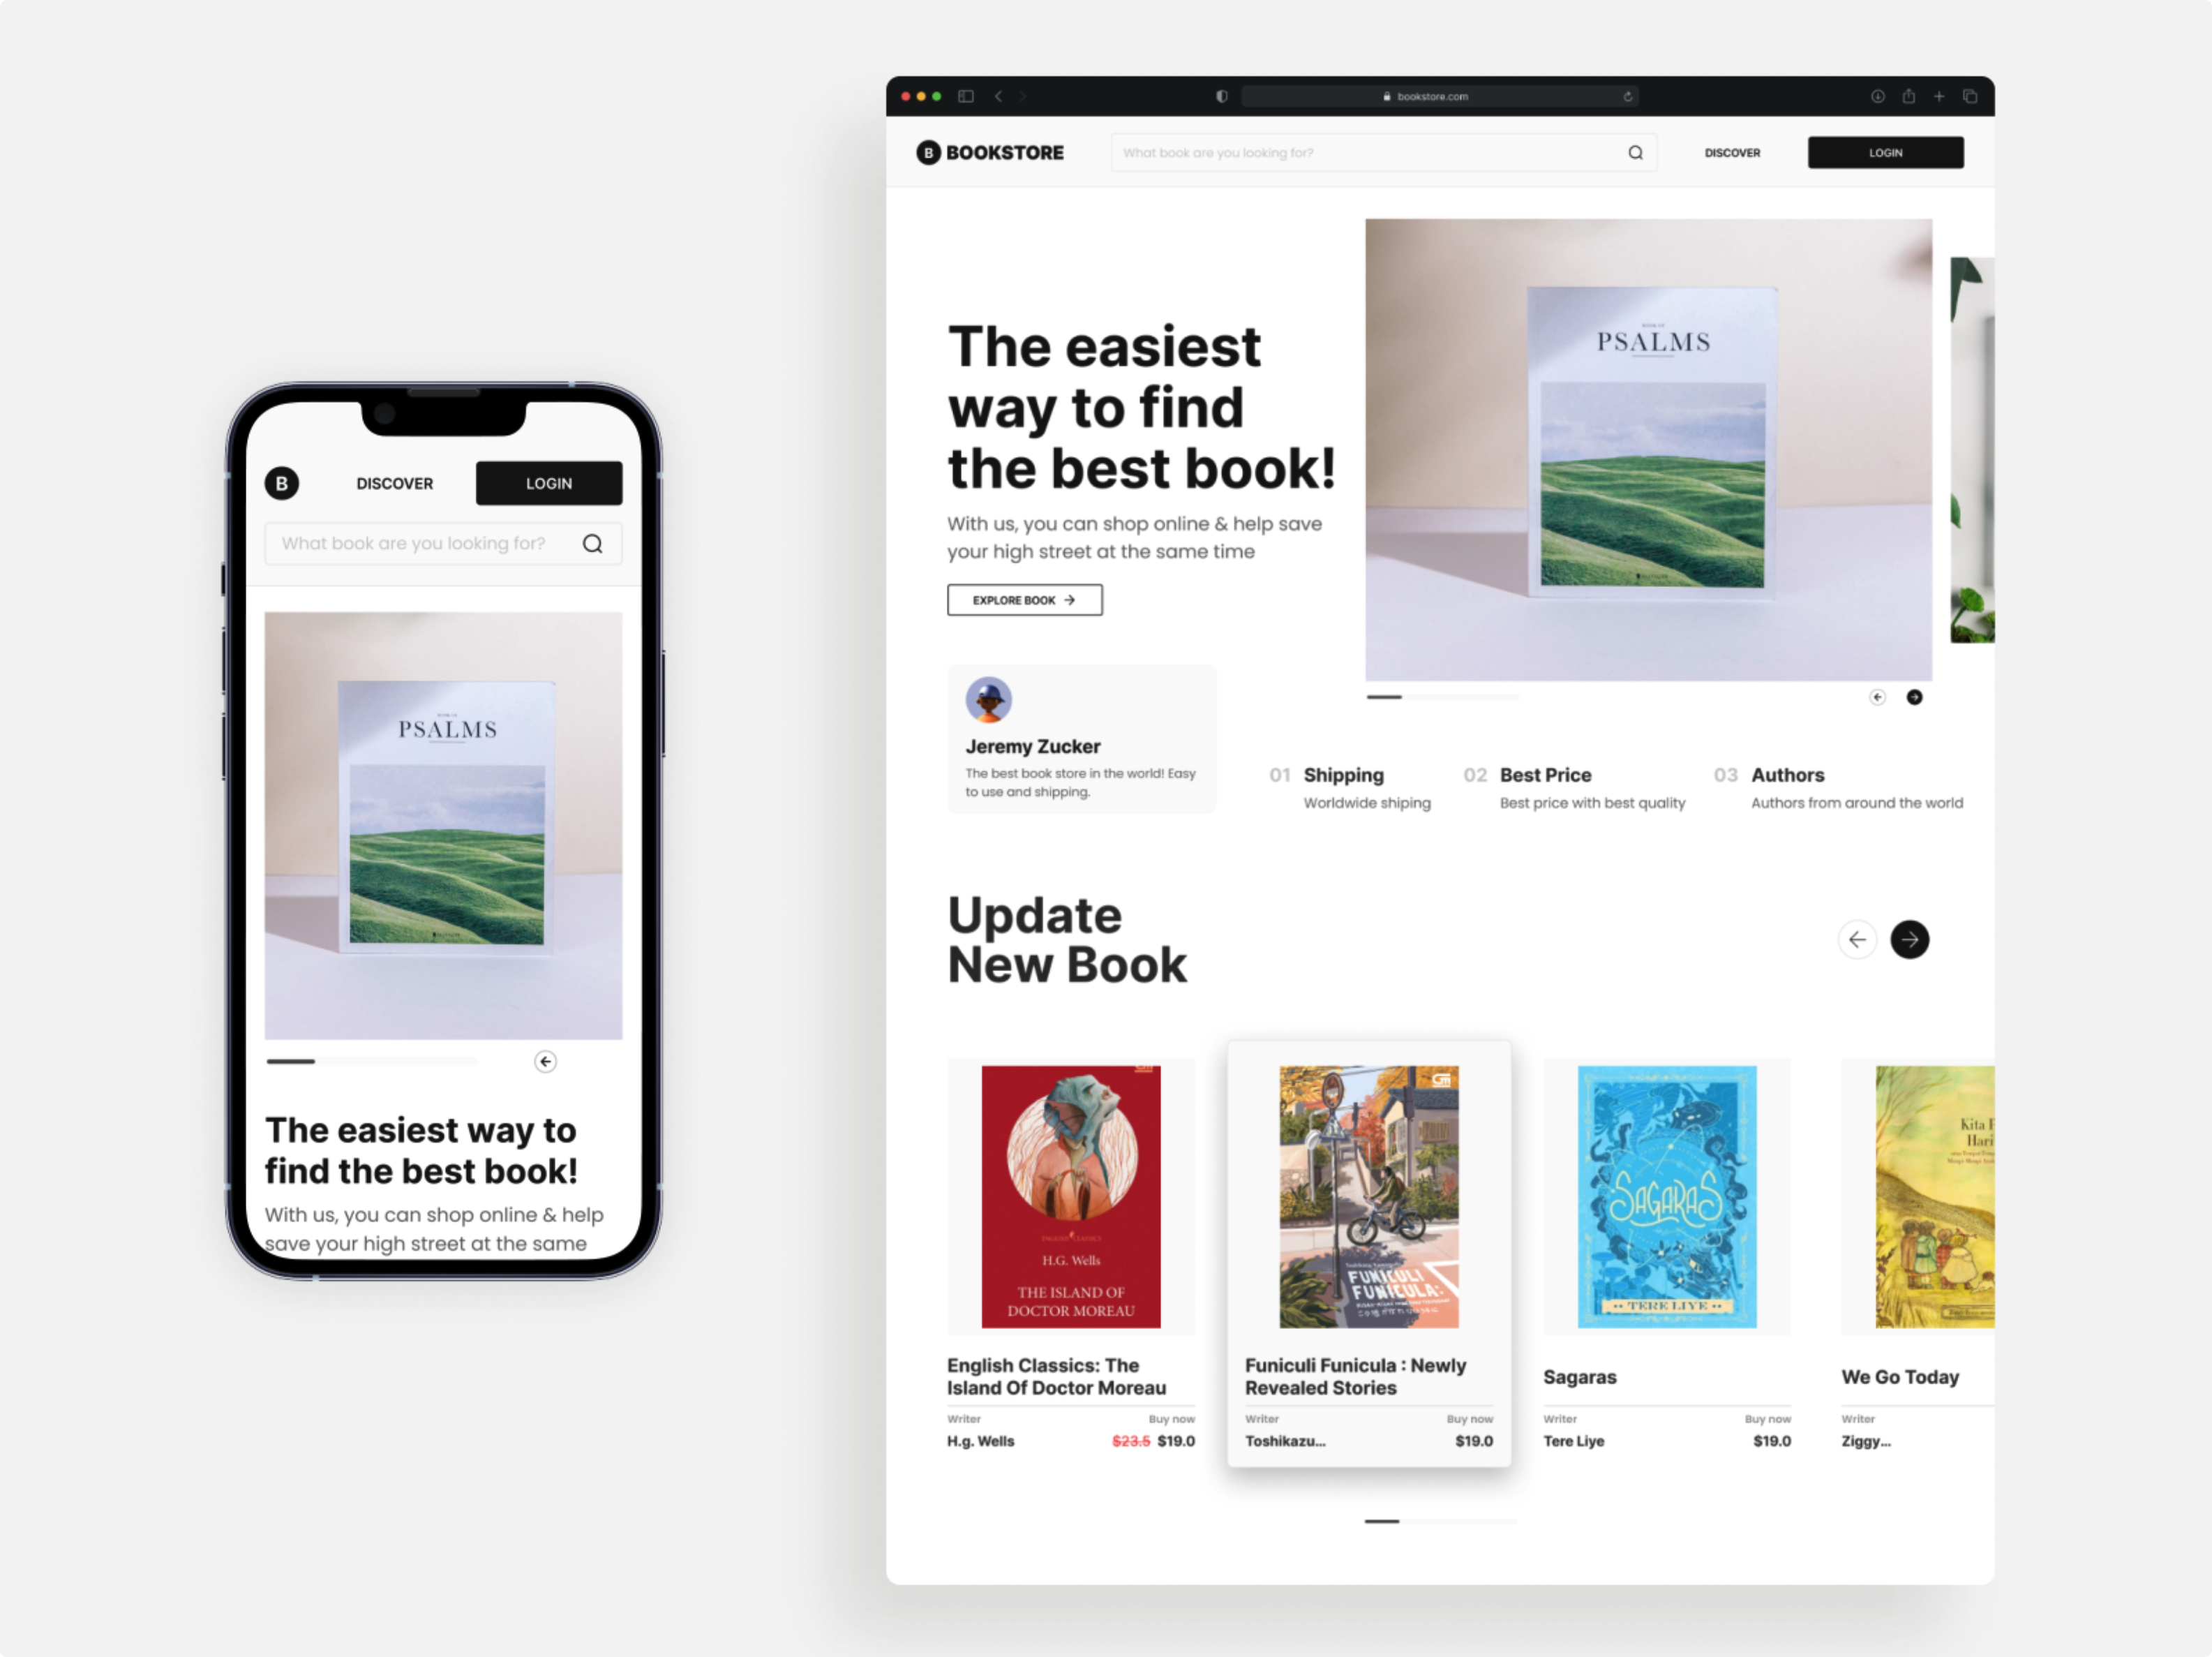 B
DISCOVER
LOGIN
What book are you looking for?
PSALMS
The easiest way to
find the best book!
With us, you can shop online & help
save your high street at the same
bookstore.com
B BOOKSTORE
What book are you looking for?
DISCOVER
LOGIN
The easiest
way to find
the best book!
With us, you can shop online & help save
your high street at the same time
EXPLORE BOOK →
BOOK OF
PSALMS
Jeremy Zucker
The best book store in the world! Easy
to use and shipping.
01 Shipping
Worldwide shiping
02 Best Price
Best price with best quality
03 Authors
Authors from around the world
Update
New Book
ENGLISH CLASSICS
H.G. Wells
THE ISLAND OF
DOCTOR MOREAU
English Classics: The
Island Of Doctor Moreau
Writer
Buy now
H.g. Wells
$23.5 $19.0
FUNICULI
FUNICULA:
Funiculi Funicula : Newly
Revealed Stories
Writer
Buy now
Toshikazu...
$19.0
SAGARAS
TERE LIYE
Sagaras
Writer
Buy now
Tere Liye
$19.0
Kita
Hari
We Go Today
Writer
Ziggy...